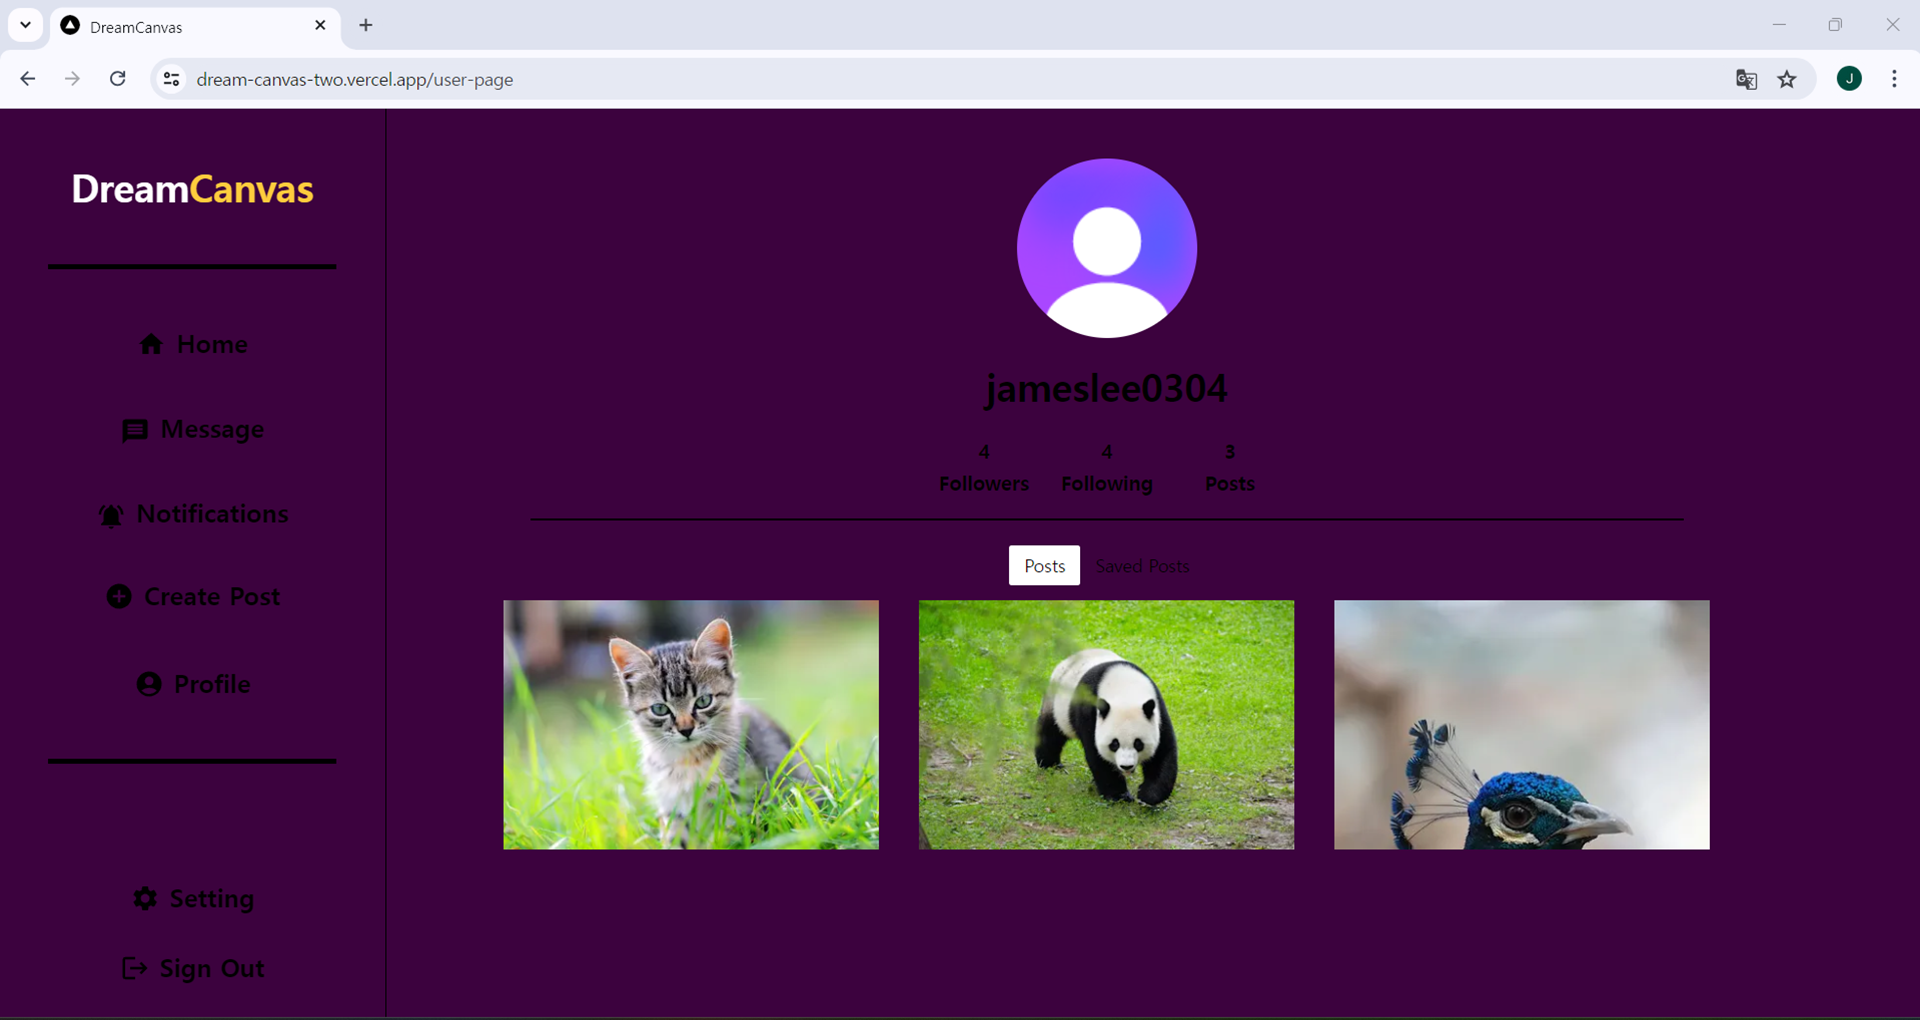 DreamCanvas
dream-canvas-two.vercel.app/user-page
J
DreamCanvas
Home
Message
Notifications
Create Post
Profile
Setting
Sign Out
jameslee0304
4 4 3
Followers Following Posts
Posts Saved Posts